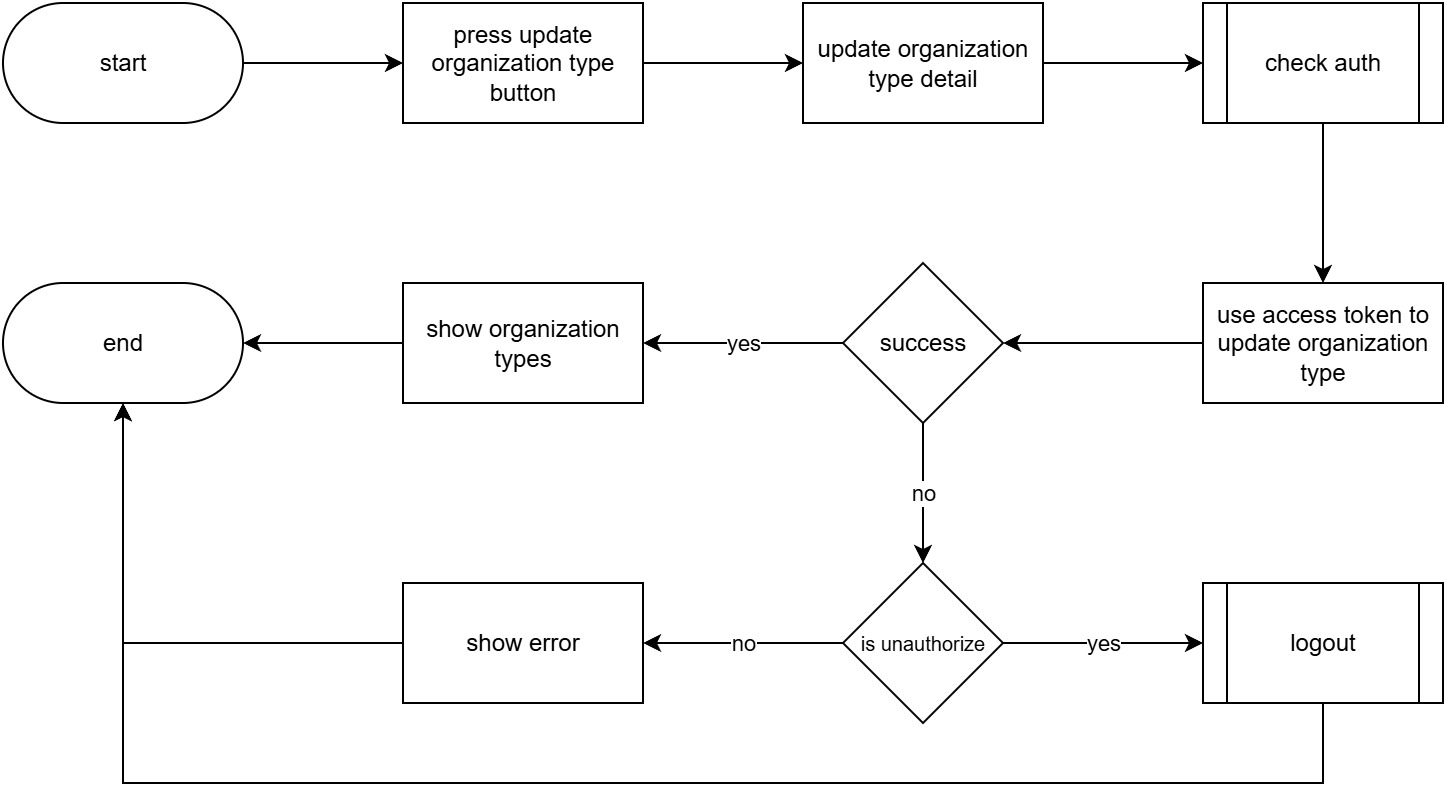 start
press update
organization type
button
update organization
type detail
check auth
end
show organization
types
yes
success
use access token to
update organization
type
no
show error
no
is unauthorize
yes
logout